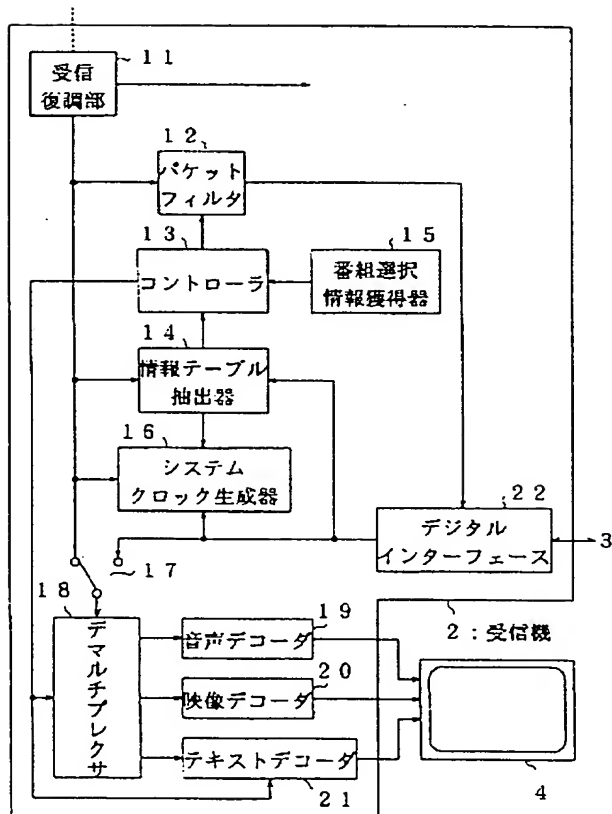 11
受信
復調部
12
パケット
フィルタ
13
コントローラ
15
番組選択
情報獲得器
14
情報テーブル
抽出器
16
システム
クロック生成器
22
デジタル
インターフェース
3
17
18
デマルチプレクサ
19
音声デコーダ
2:受信機
20
映像デコーダ
テキストデコーダ
21
4